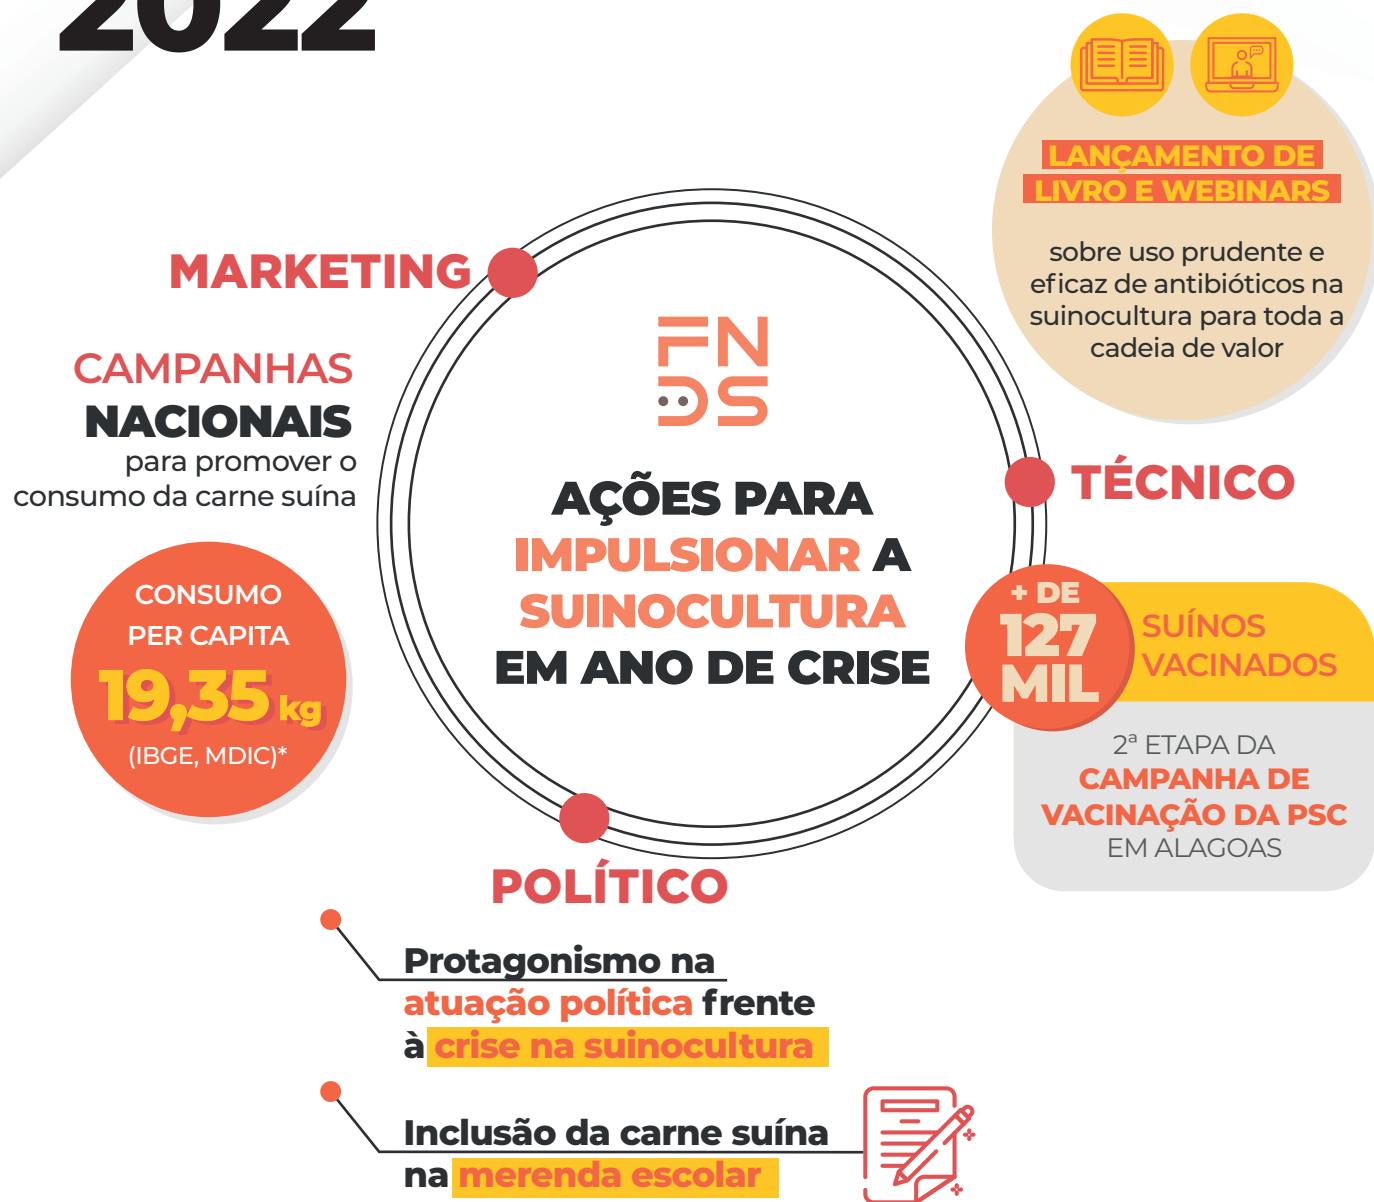 2022
LANÇAMENTO DE
LIVRO E WEBINARS
sobre uso prudente e
eficaz de antibióticos na
suinocultura para toda a
cadeia de valor
MARKETING
CAMPANHAS
NACIONAIS
para promover o
consumo da carne suína
CONSUMO
PER CAPITA
19,35 kg
(IBGE, MDIC)*
FN
DS
AÇÕES PARA
IMPULSIONAR A
SUINOCULTURA
EM ANO DE CRISE
TÉCNICO
+ DE
127
MIL
SUÍNOS
VACINADOS
2ª ETAPA DA
CAMPANHA DE
VACINAÇÃO DA PSC
EM ALAGOAS
POLÍTICO
Protagonismo na
atuação política frente
à crise na suinocultura
Inclusão da carne suína
na merenda escolar